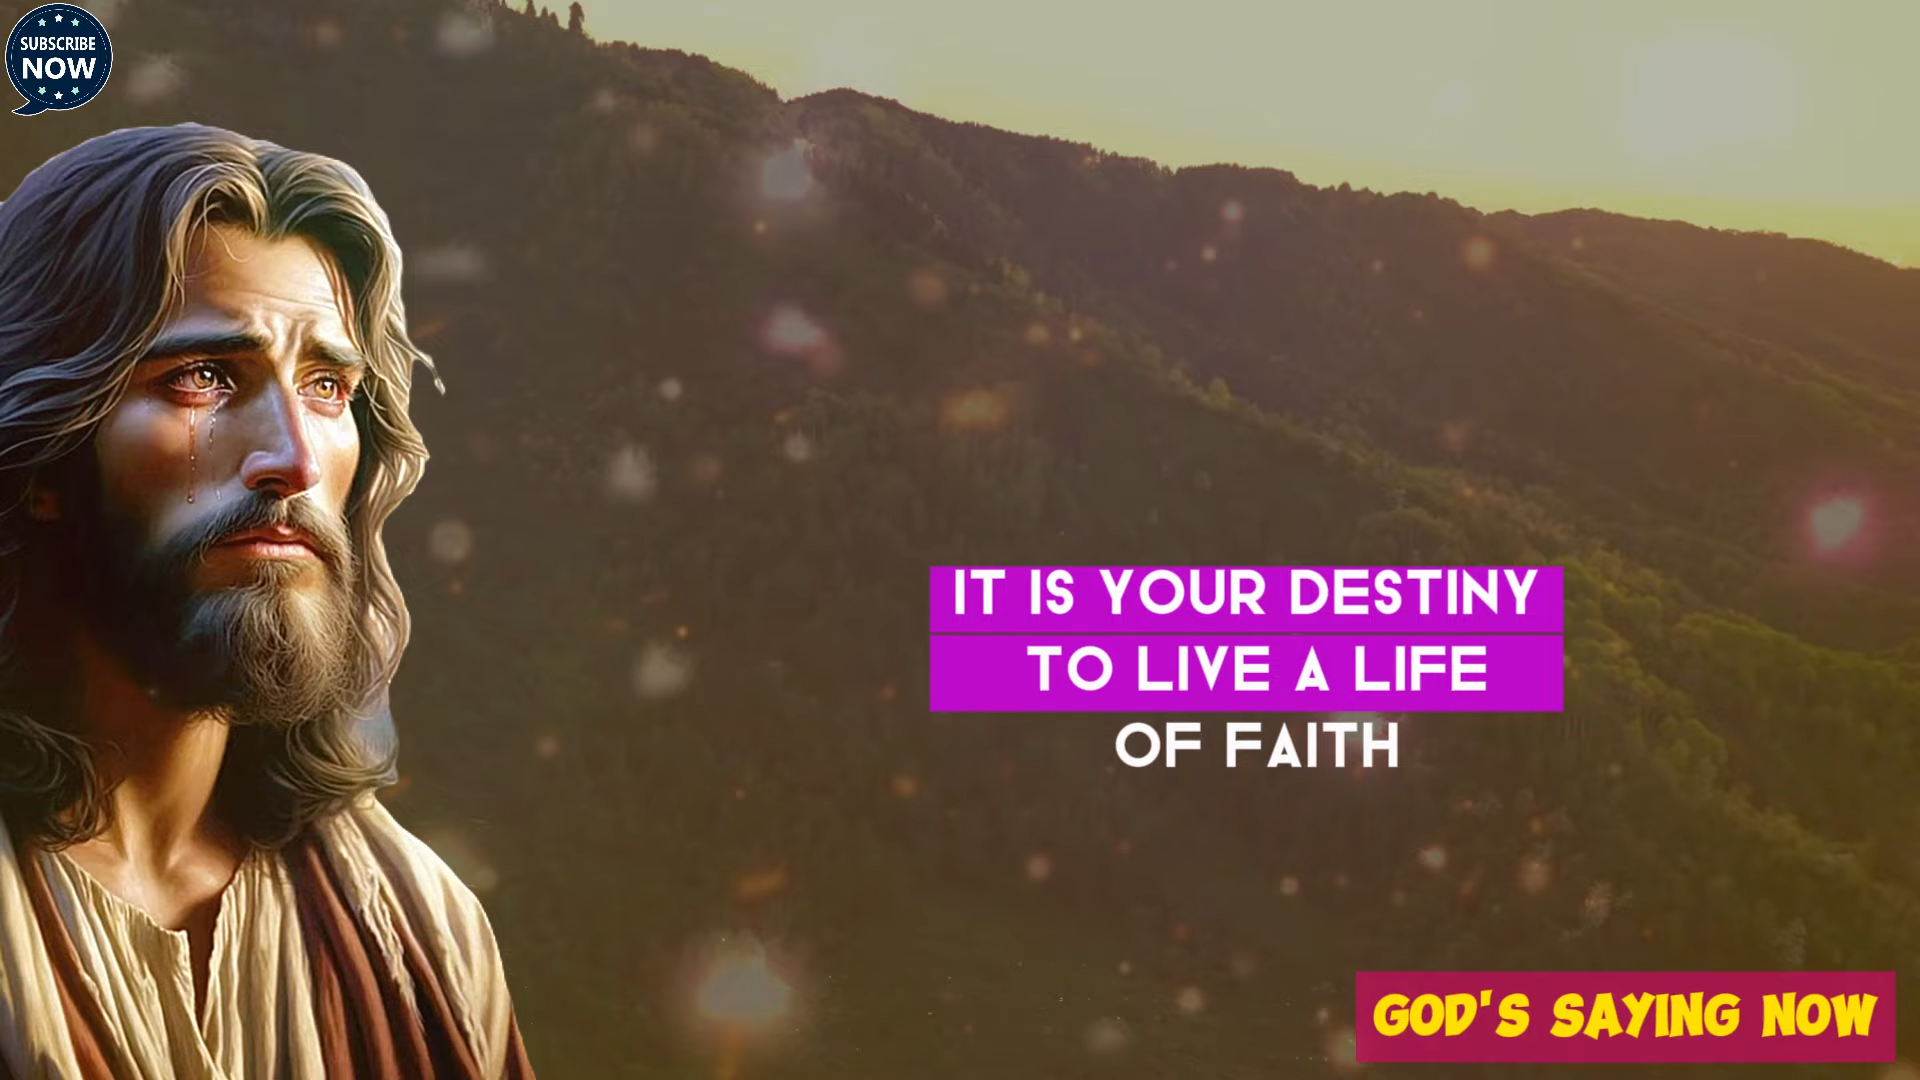 SUBSCRIBE
NOW
IT IS YOUR DESTINY
TO LIVE A LIFE
OF FAITH
GOD'S SAYING NOW